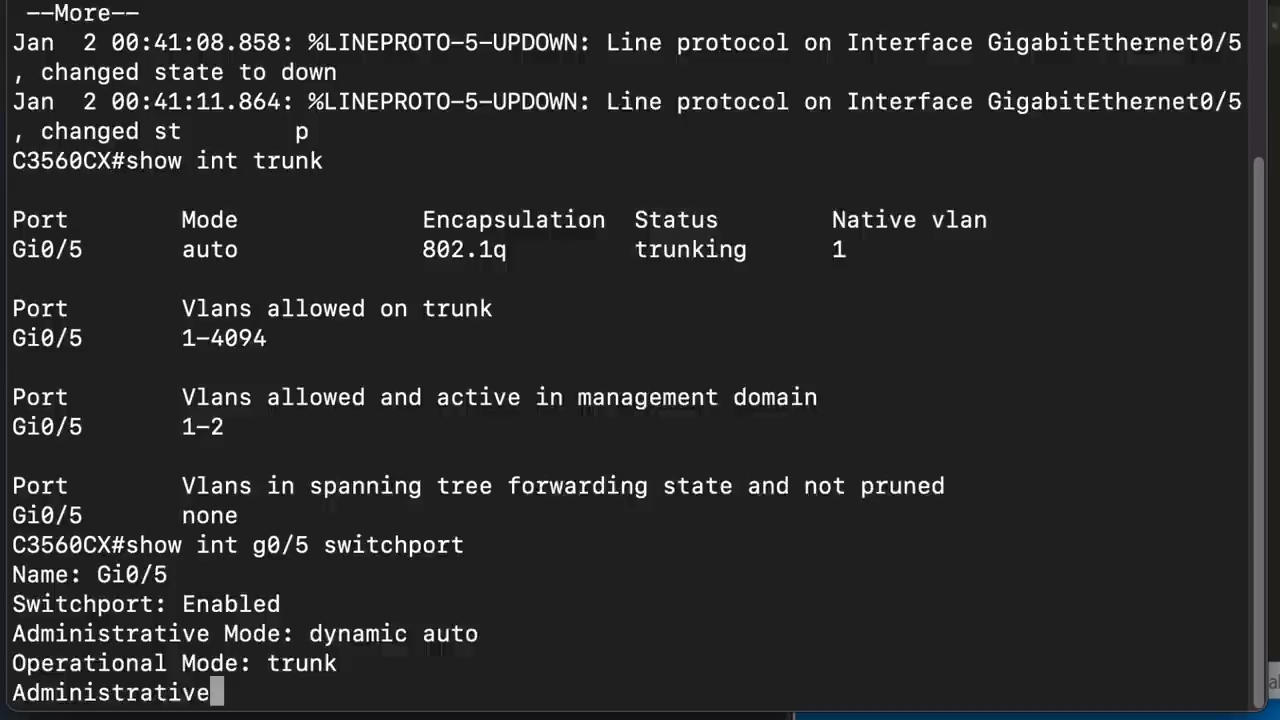 --More--
Jan  2 00:41:08.858: %LINEPROTO-5-UPDOWN: Line protocol on Interface GigabitEthernet0/5
, changed state to down
Jan  2 00:41:11.864: %LINEPROTO-5-UPDOWN: Line protocol on Interface GigabitEthernet0/5
, changed st        p
C3560CX#show int trunk
Port        Mode             Encapsulation  Status        Native vlan
Gi0/5       auto             802.1q         trunking      1
Port        Vlans allowed on trunk
Gi0/5       1-4094
Port        Vlans allowed and active in management domain
Gi0/5       1-2
Port        Vlans in spanning tree forwarding state and not pruned
Gi0/5       none
C3560CX#show int g0/5 switchport
Name: Gi0/5
Switchport: Enabled
Administrative Mode: dynamic auto
Operational Mode: trunk
Administrative